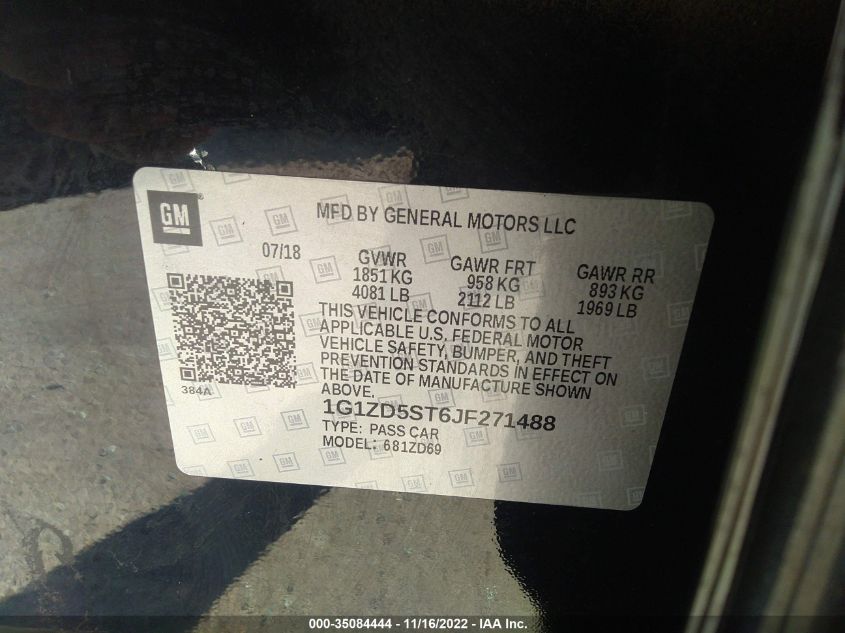 GM ®
MFD BY GENERAL MOTORS LLC
07/18
GVWR
1851 KG
4081 LB
GAWR FRT
958 KG
2112 LB
GAWR RR
893 KG
1969 LB
THIS VEHICLE CONFORMS TO ALL
APPLICABLE U.S. FEDERAL MOTOR
VEHICLE SAFETY, BUMPER, AND THEFT
PREVENTION STANDARDS IN EFFECT ON
THE DATE OF MANUFACTURE SHOWN
ABOVE.
384A
1G1ZD5ST6JF271488
TYPE: PASS CAR
MODEL: 681ZD69
000-35084444 - 11/16/2022 - IAA Inc.